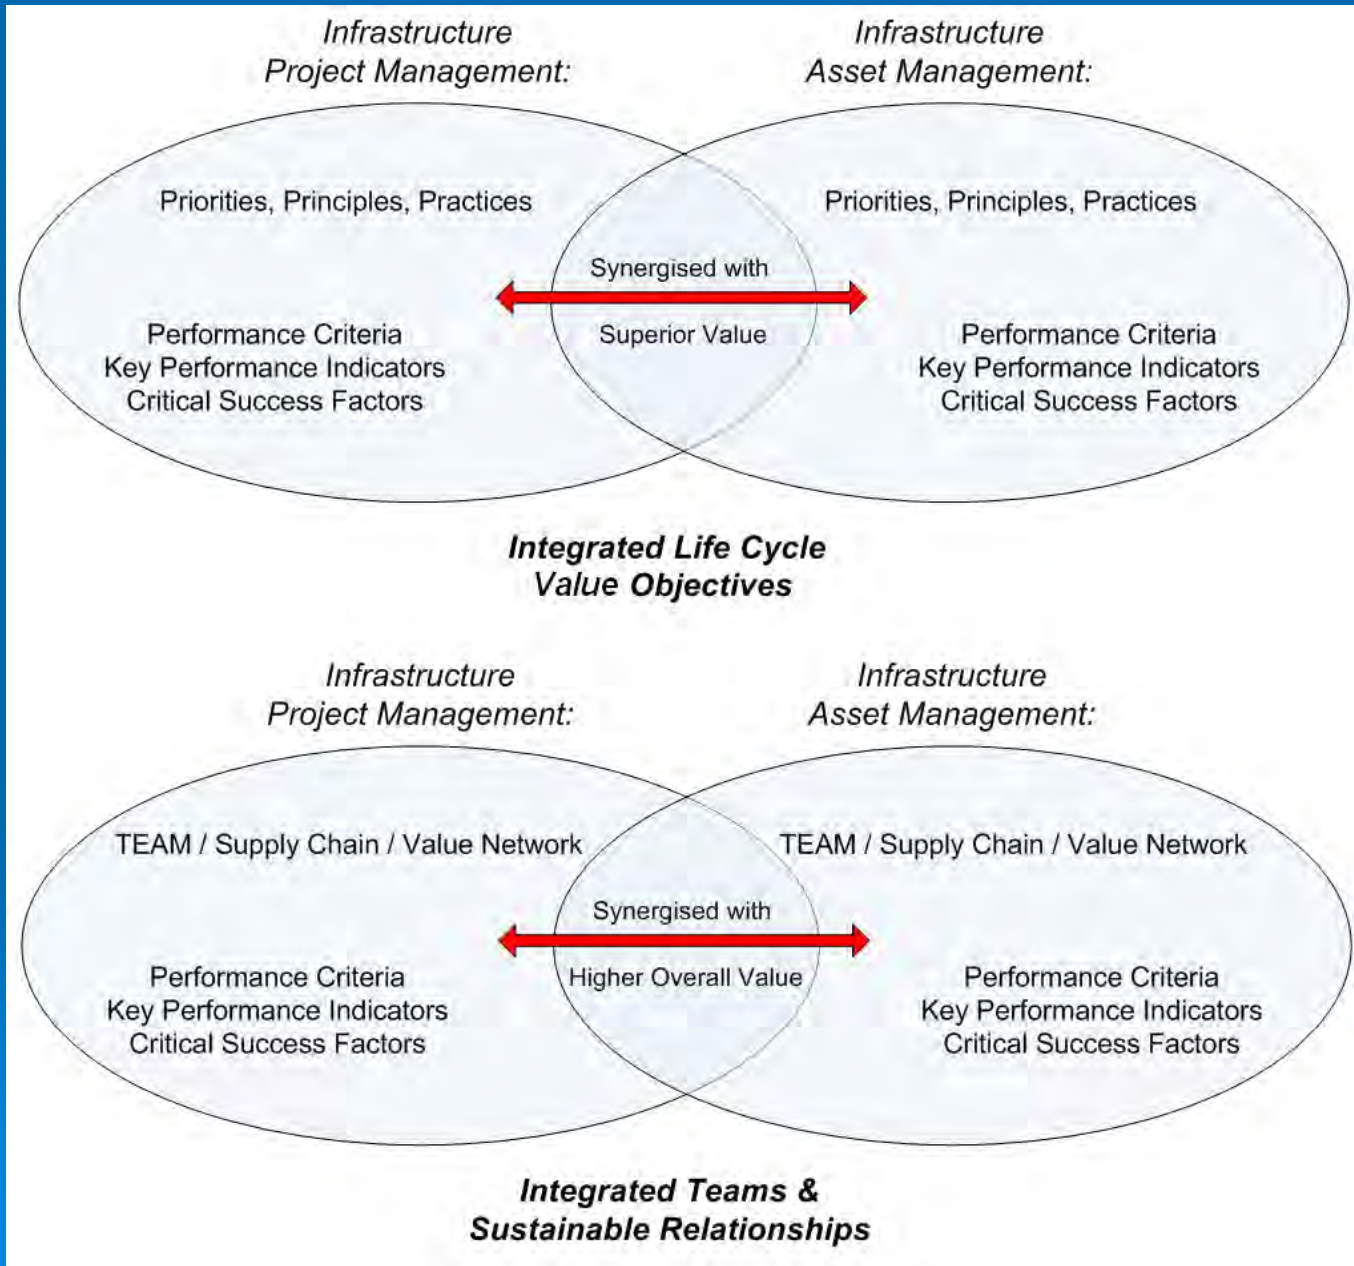 Infrastructure
Project Management:
Infrastructure
Asset Management:
Priorities, Principles, Practices
Priorities, Principles, Practices
Synergised with
Superior Value
Performance Criteria
Key Performance Indicators
Critical Success Factors
Performance Criteria
Key Performance Indicators
Critical Success Factors
Integrated Life Cycle
Value Objectives
Infrastructure
Project Management:
Infrastructure
Asset Management:
TEAM / Supply Chain / Value Network
TEAM / Supply Chain / Value Network
Synergised with
Higher Overall Value
Performance Criteria
Key Performance Indicators
Critical Success Factors
Performance Criteria
Key Performance Indicators
Critical Success Factors
Integrated Teams &
Sustainable Relationships